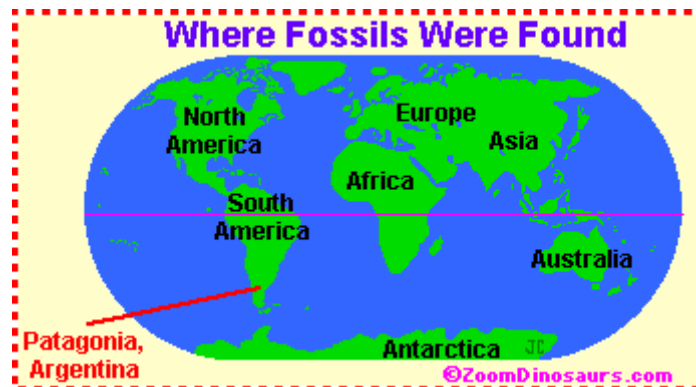 Where Fossils Were Found
North
America
Europe
Asia
Africa
South
America
Australia
Patagonia,
Argentina
Antarctica
JC
©ZoomDinosaurs.com